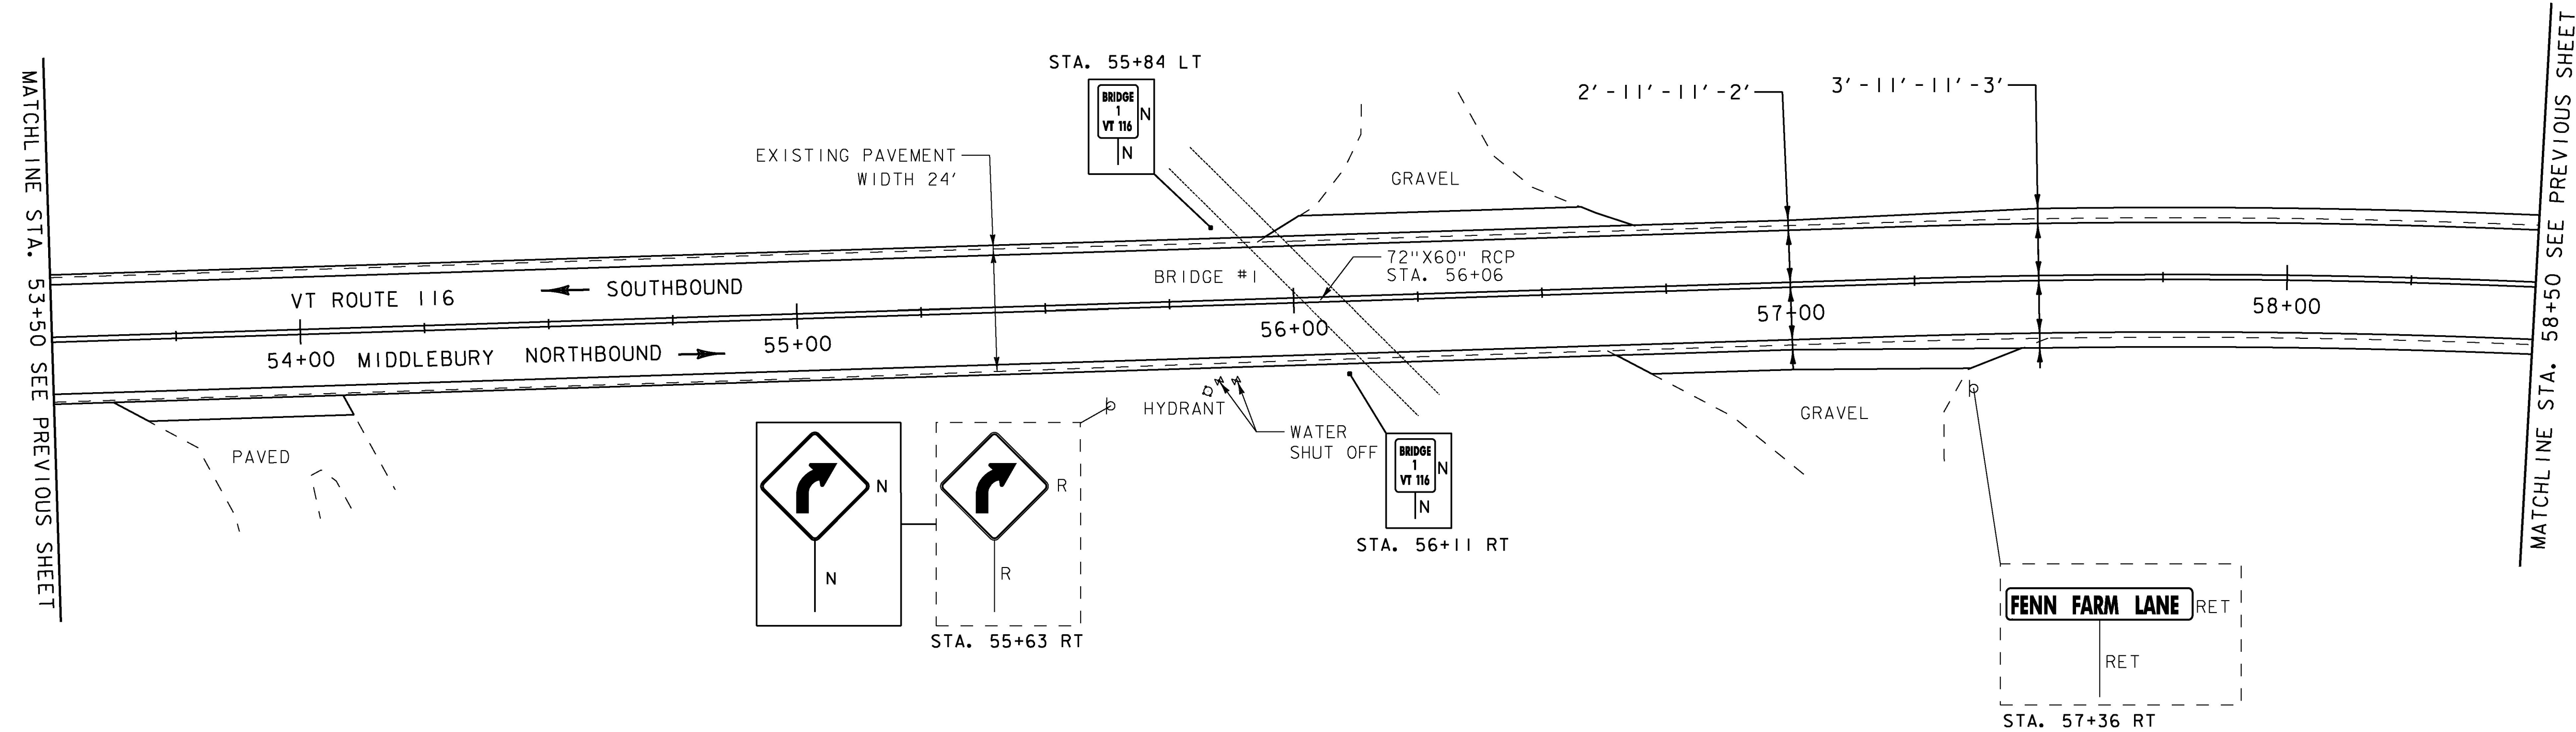 MATCHLINE STA. 53+50 SEE PREVIOUS SHEET
STA. 55+84 LT
BRIDGE
1
VT 116
N
N
2'-11'-11'-2'
3'-11'-11'-3'
EXISTING PAVEMENT
WIDTH 24'
GRAVEL
VT ROUTE 116
SOUTHBOUND
BRIDGE #1
72"X60" RCP
STA. 56+06
54+00
MIDDLEBURY
NORTHBOUND
55+00
56+00
57+00
58+00
PAVED
HYDRANT
WATER
SHUT OFF
GRAVEL
N
N
R
R
STA. 55+63 RT
BRIDGE
1
VT 116
N
N
STA. 56+11 RT
FENN FARM LANE
RET
RET
STA. 57+36 RT
MATCHLINE STA. 58+50 SEE PREVIOUS SHEET